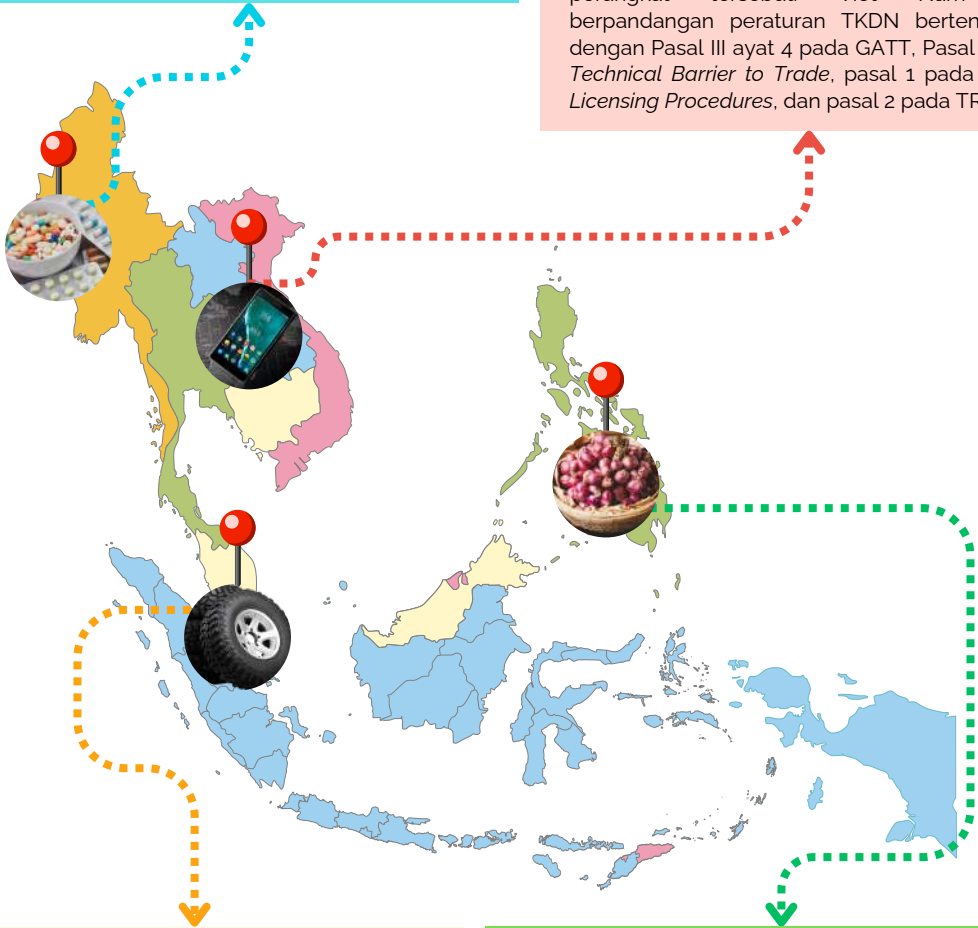 berpandangan peraturan TKDN berten
dengan Pasal III ayat 4 pada GATT, Pasal
Technical Barrier to Trade, pasal 1 pada
Licensing Procedures, dan pasal 2 pada TR